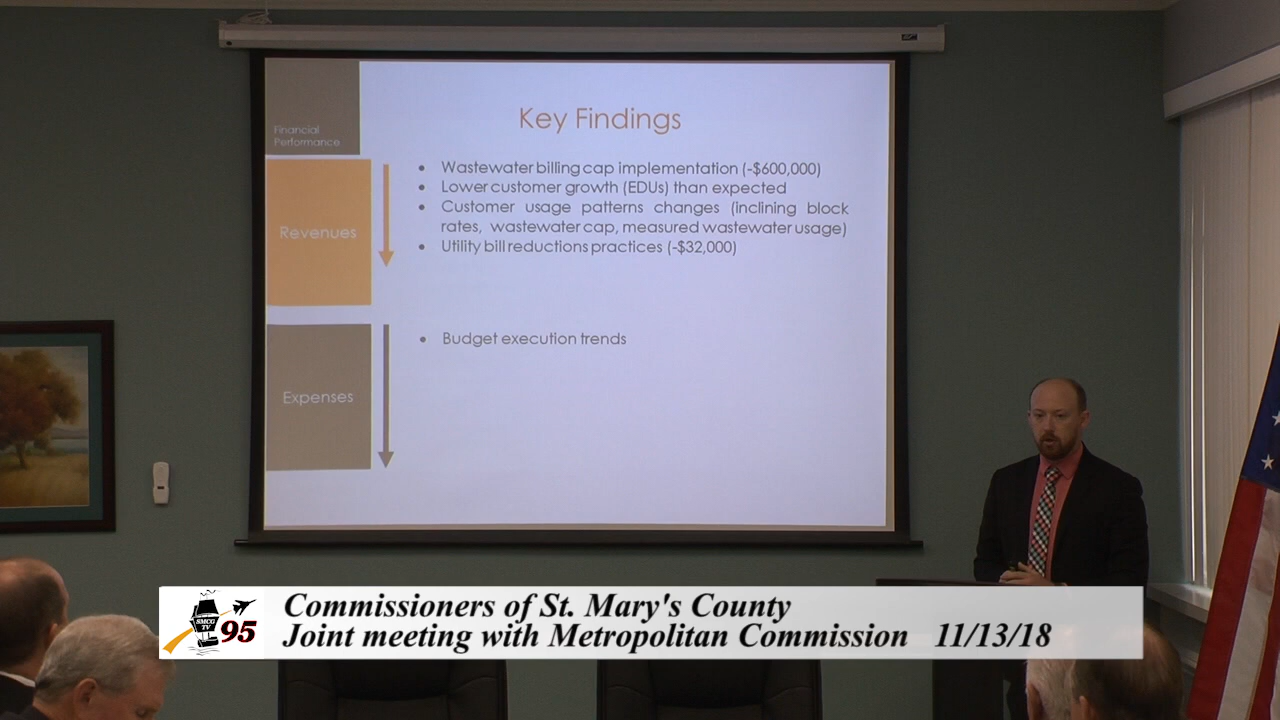 Financial
Performance
Key Findings
Revenues
• Wastewater billing cap implementation (-$600,000)
• Lower customer growth (EDUs) than expected
• Customer usage patterns changes (inclining block
rates, wastewater cap, measured wastewater usage)
• Utility bill reductions practices (-$32,000)
Expenses
• Budget execution trends
SMCG
TV
95
Commissioners of St. Mary's County
Joint meeting with Metropolitan Commission 11/13/18